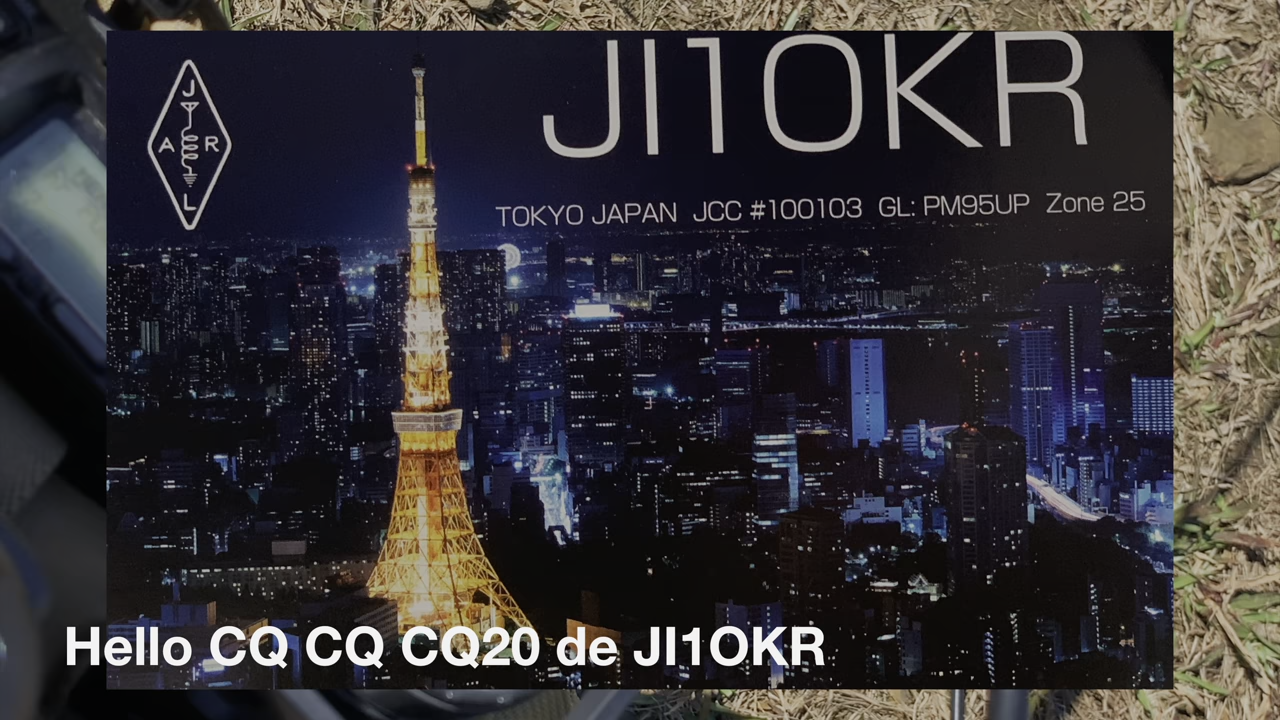 JI1OKR
J
A R
L
TOKYO JAPAN JCC #100103 GL: PM95UP Zone 25
Hello CQ CQ CQ20 de JI1OKR